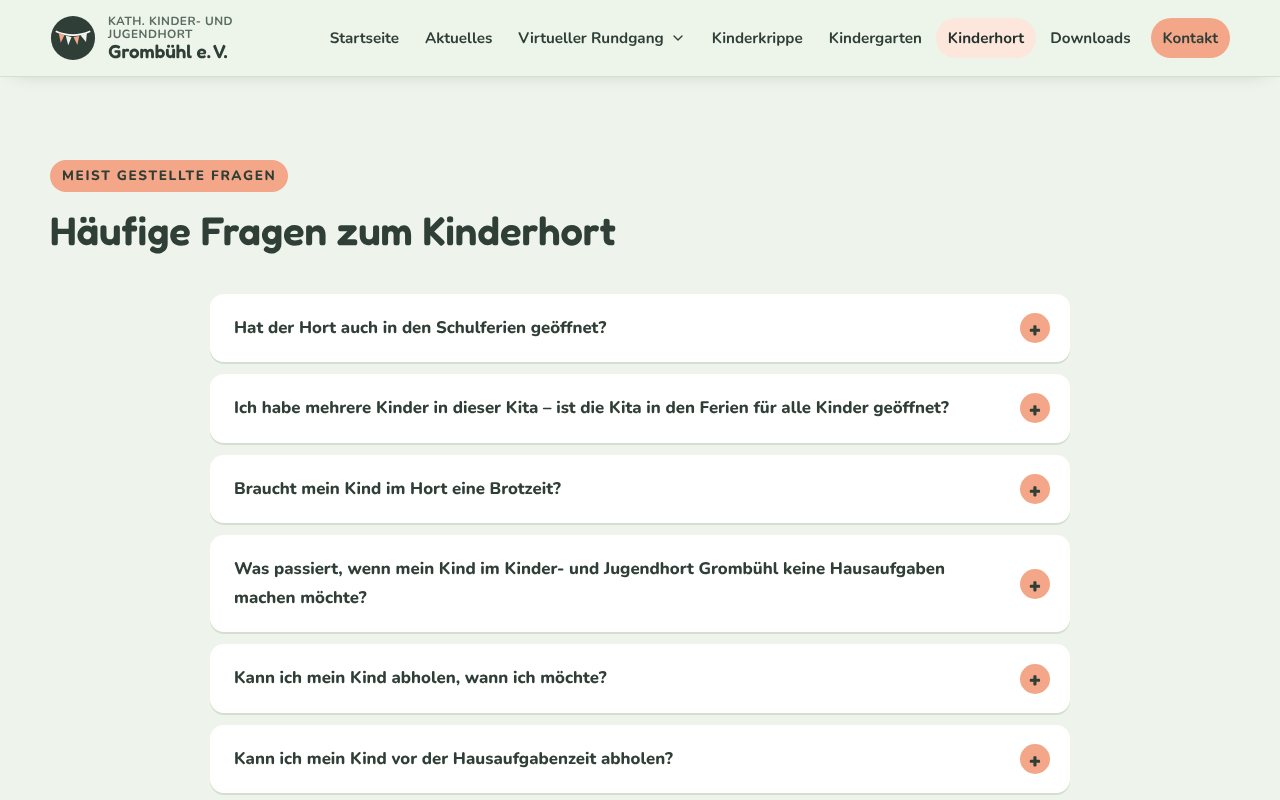 KATH. KINDER- UND
JUGENDHORT
Grombühl e.V.
Startseite
Aktuelles
Virtueller Rundgang
Kinderkrippe
Kindergarten
Kinderhort
Downloads
Kontakt
MEIST GESTELLTE FRAGEN
Häufige Fragen zum Kinderhort
Hat der Hort auch in den Schulferien geöffnet?
+
Ich habe mehrere Kinder in dieser Kita – ist die Kita in den Ferien für alle Kinder geöffnet?
+
Braucht mein Kind im Hort eine Brotzeit?
+
Was passiert, wenn mein Kind im Kinder- und Jugendhort Grombühl keine Hausaufgaben
machen möchte?
+
Kann ich mein Kind abholen, wann ich möchte?
+
Kann ich mein Kind vor der Hausaufgabenzeit abholen?
+